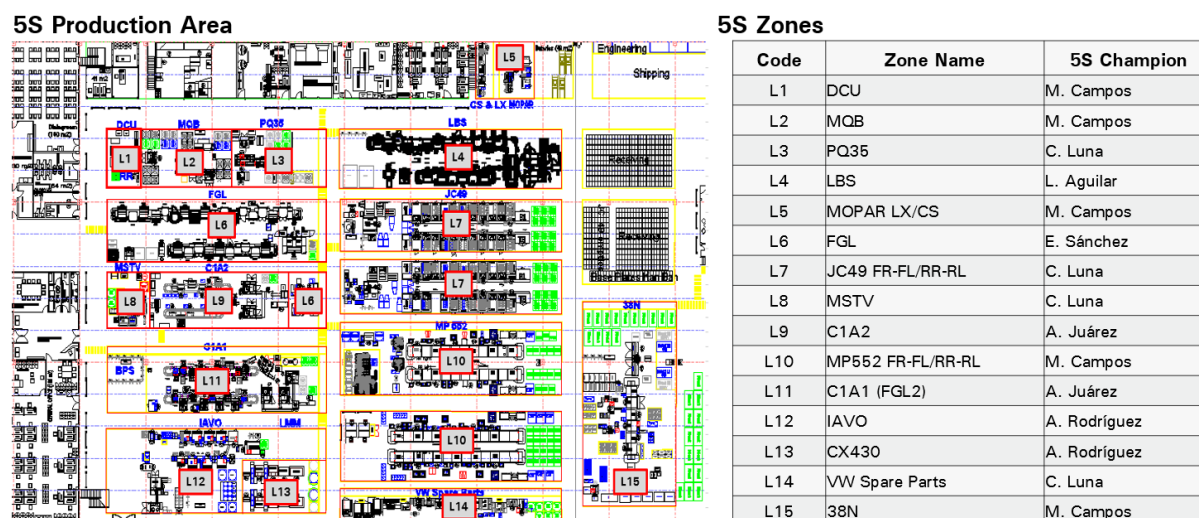 5S Production Area
5S Zones
Engineering
Shipping
L5
CS & LX MOPAR
DCU
MQB
PQ35
LBS
L1
L2
L3
L4
RR
Receiving
FGL
JC49
L6
L7
Receiving
MSTV
C1A2
L8
L9
L6
L7
38N
MP552
C1A1
BPS
L10
L11
IAVO
LMM
L10
L12
L13
L15
VW Spare Parts
L14
Code Zone Name 5S Champion
L1 DCU M. Campos
L2 MQB M. Campos
L3 PQ35 C. Luna
L4 LBS L. Aguilar
L5 MOPAR LX/CS M. Campos
L6 FGL E. Sánchez
L7 JC49 FR-FL/RR-RL C. Luna
L8 MSTV C. Luna
L9 C1A2 A. Juárez
L10 MP552 FR-FL/RR-RL M. Campos
L11 C1A1 (FGL2) A. Juárez
L12 IAVO A. Rodríguez
L13 CX430 A. Rodríguez
L14 VW Spare Parts C. Luna
L15 38N M. Campos